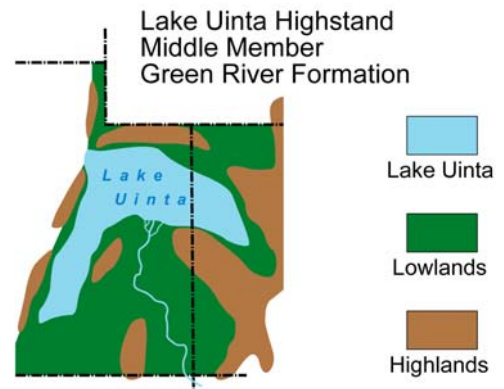 Lake Uinta Highstand
Middle Member
Green River Formation
Lake
Uinta
Lake Uinta
Lowlands
Highlands